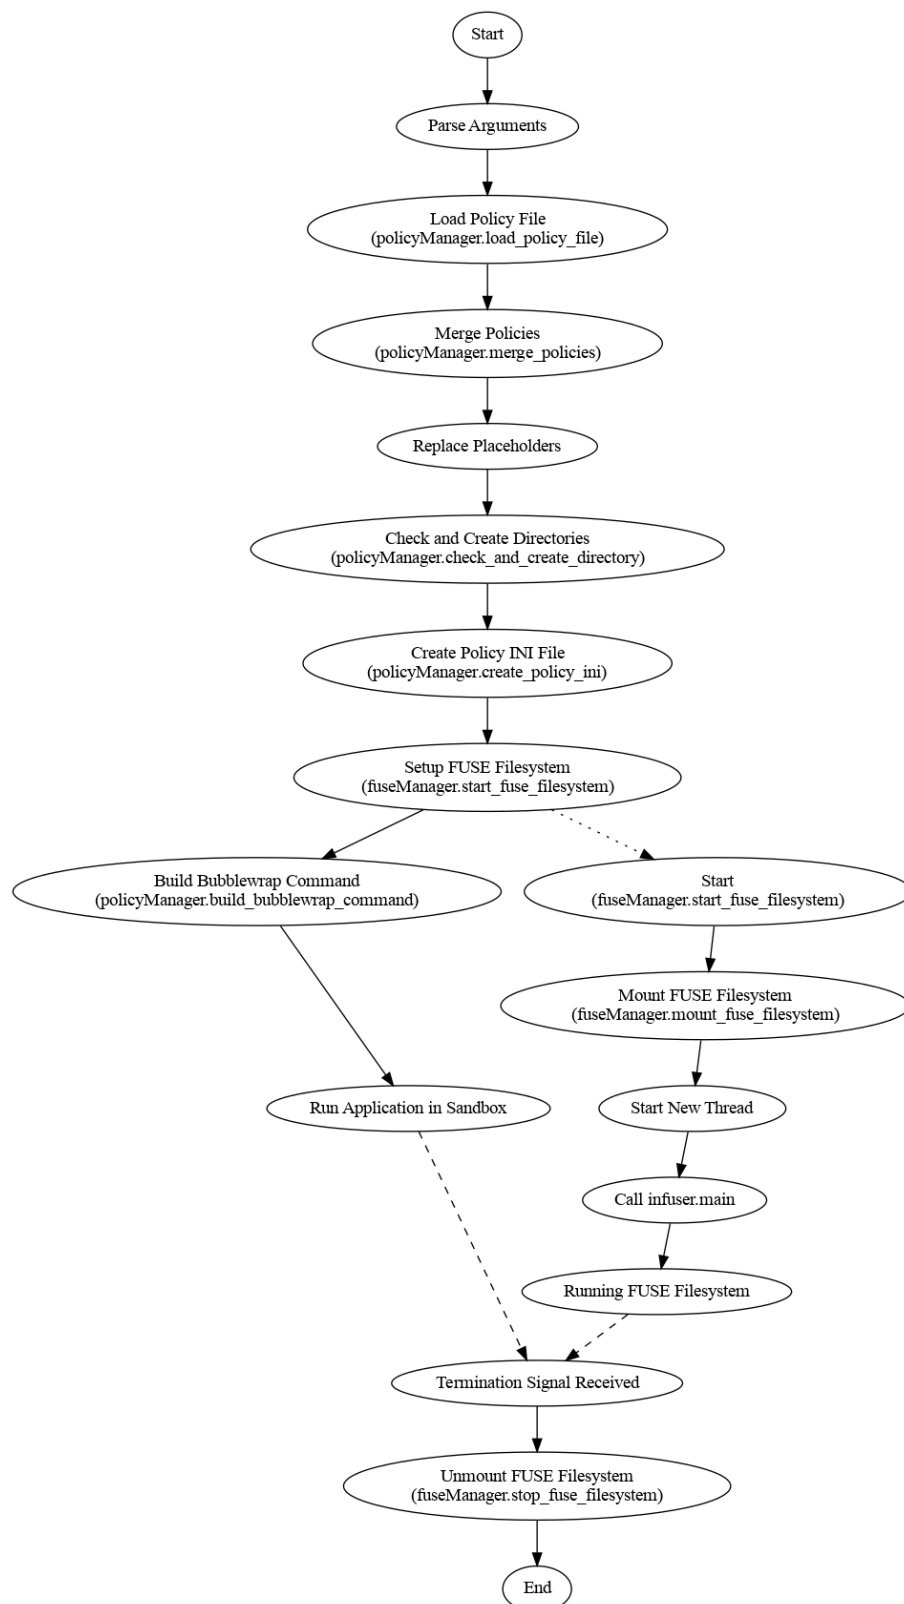 Start
Parse Arguments
Load Policy File
(policyManager.load_policy_file)
Merge Policies
(policyManager.merge_policies)
Replace Placeholders
Check and Create Directories
(policyManager.check_and_create_directory)
Create Policy INI File
(policyManager.create_policy_ini)
Setup FUSE Filesystem
(fuseManager.start_fuse_filesystem)
Build Bubblewrap Command
(policyManager.build_bubblewrap_command)
Start
(fuseManager.start_fuse_filesystem)
Mount FUSE Filesystem
(fuseManager.mount_fuse_filesystem)
Run Application in Sandbox
Start New Thread
Call infuser.main
Running FUSE Filesystem
Termination Signal Received
Unmount FUSE Filesystem
(fuseManager.stop_fuse_filesystem)
End